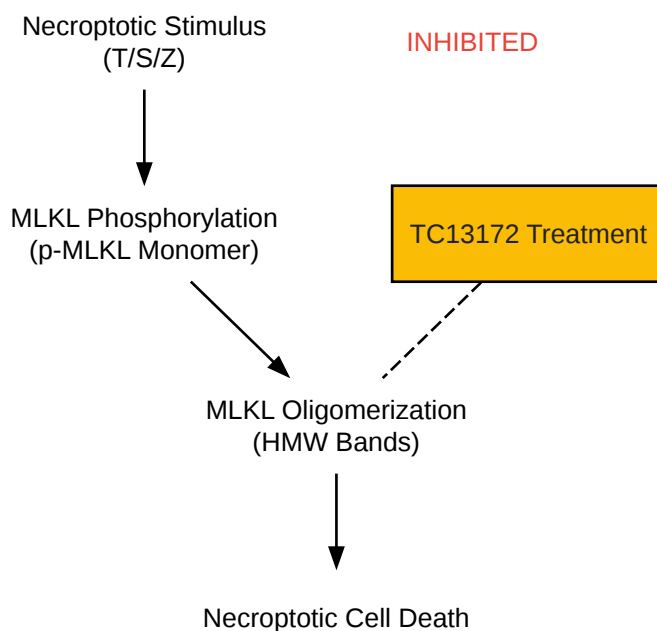 Necroptotic Stimulus
(T/S/Z)
INHIBITED
MLKL Phosphorylation
(p-MLKL Monomer)
TC13172 Treatment
MLKL Oligomerization
(HMW Bands)
Necroptotic Cell Death